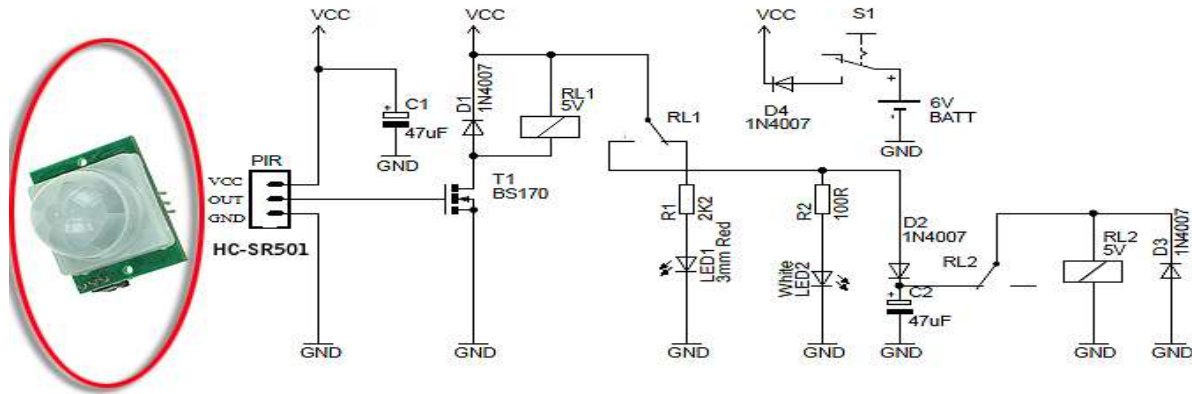 VCC
VCC
VCC
S1
D1
1N4007
RL1
5V
C1
+
47uF
GND
D4
1N4007
+
6V
BATT
-
GND
RL1
PIR
VCC
OUT
GND
HC-SR501
T1
BS170
R1
2K2
R2
100R
D2
1N4007
LED1
3mm Red
White
LED2
+
C2
47uF
RL2
RL2
5V
D3
1N4007
GND
GND
GND
GND
GND
GND
GND